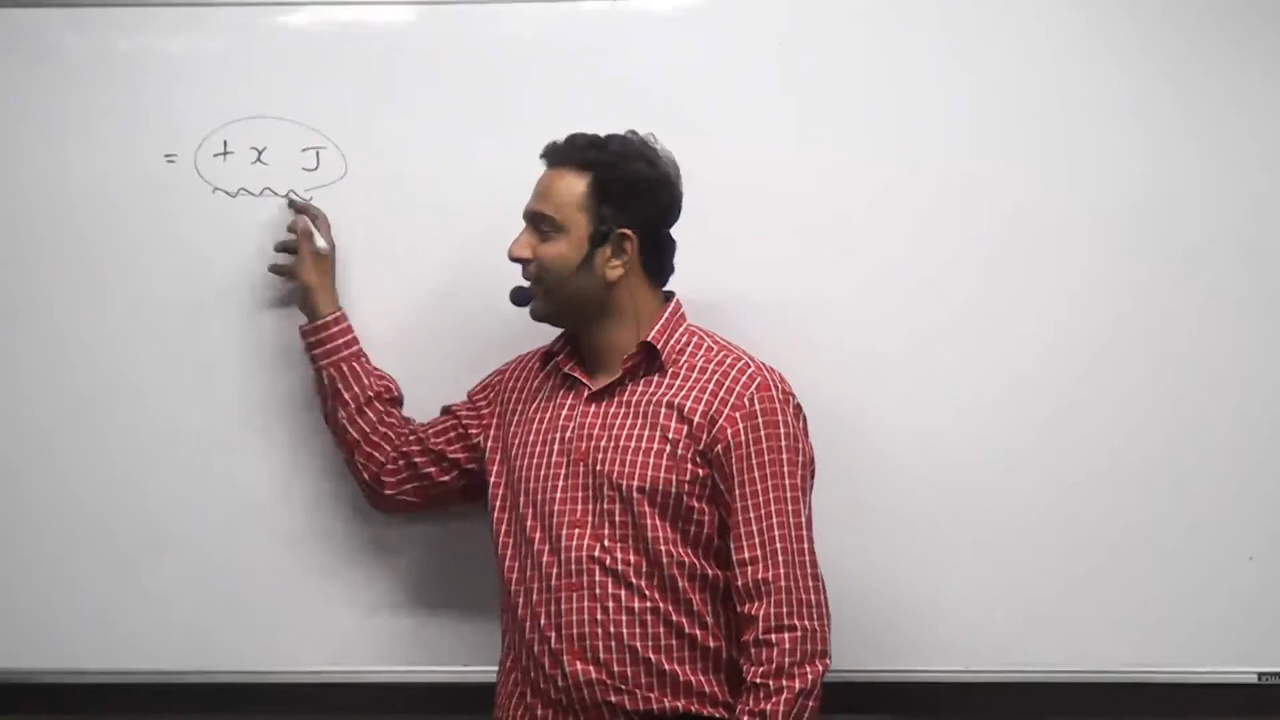 = + x J